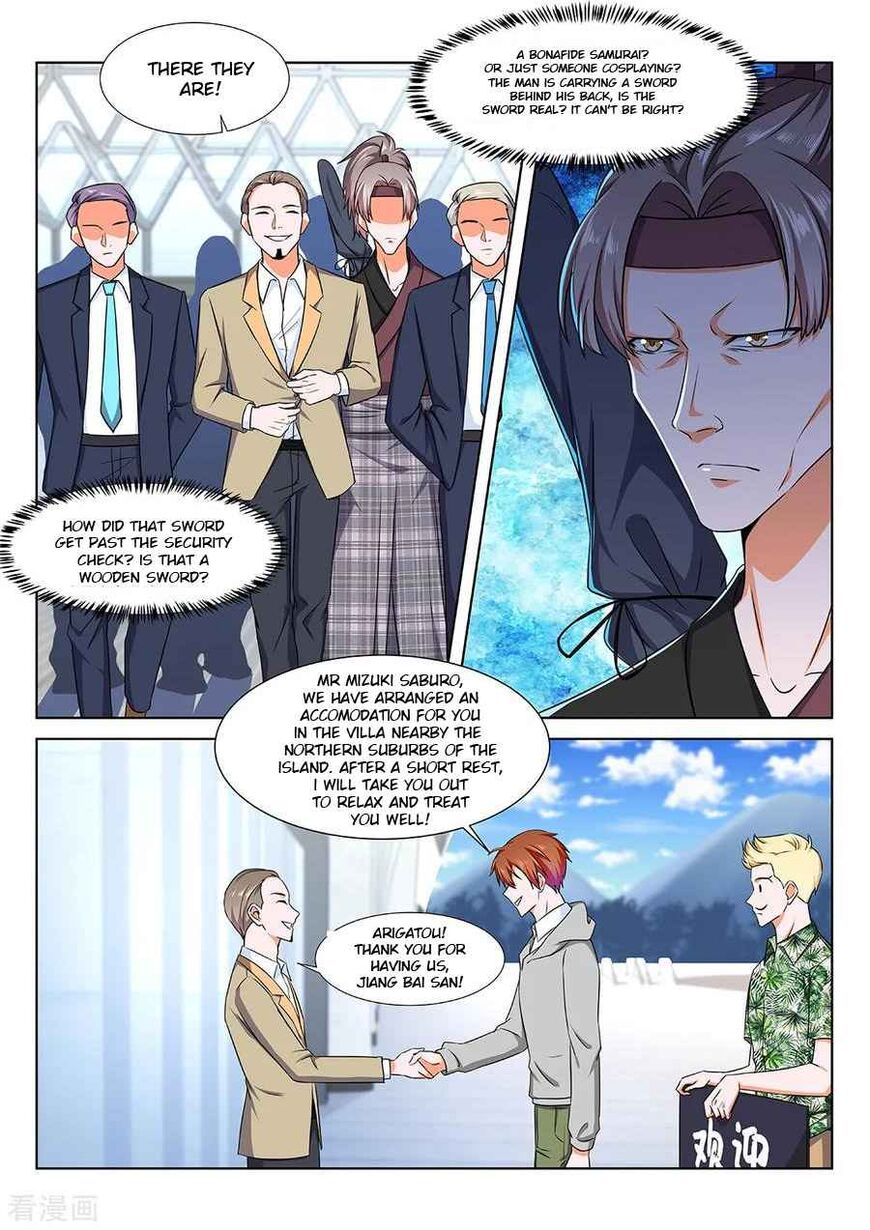 THERE THEY
ARE!
A BONAFIDE SAMURAI?
OR JUST SOMEONE COSPLAYING?
THE MAN IS CARRYING A SWORD
BEHIND HIS BACK, IS THE
SWORD REAL? IT CAN'T BE RIGHT?
HOW DID THAT SWORD
GET PAST THE SECURITY
CHECK? IS THAT A
WOODEN SWORD?
MR MIZUKI SABURO,
WE HAVE ARRANGED AN
ACCOMODATION FOR YOU
IN THE VILLA NEARBY THE
NORTHERN SUBURBS OF THE
ISLAND. AFTER A SHORT REST,
I WILL TAKE YOU OUT
TO RELAX AND TREAT
YOU WELL!
ARIGATOU!
THANK YOU FOR
HAVING US,
JIANG BAI SAN!
欢迎
看漫画